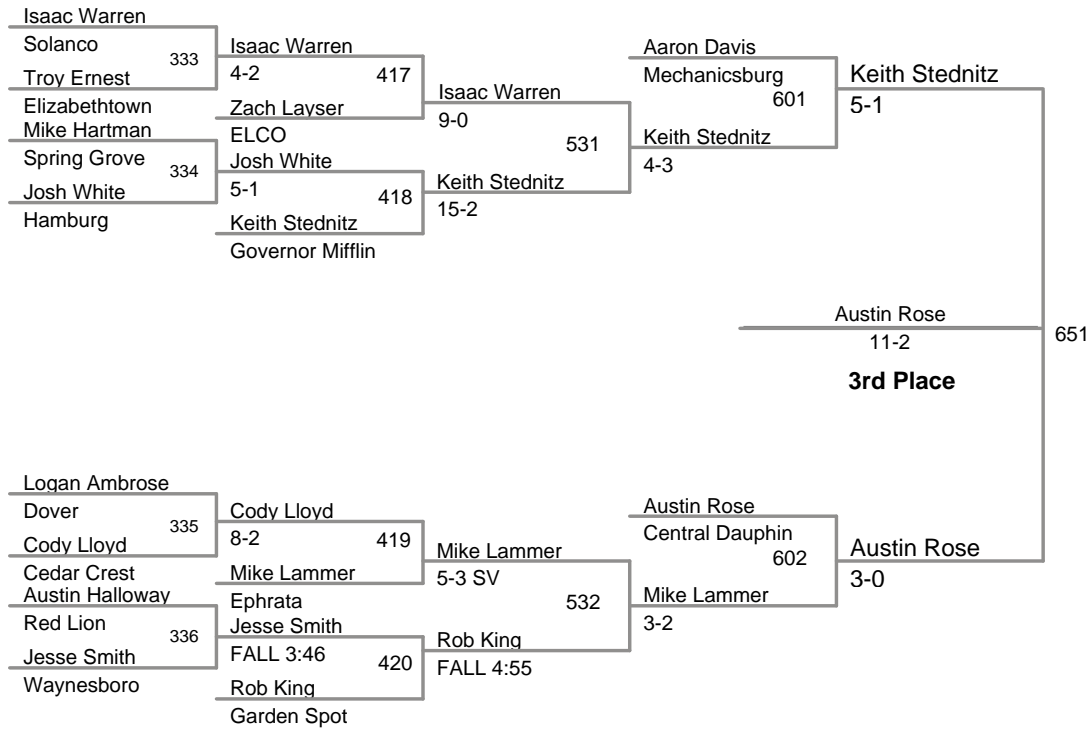 Isaac Warren
Solanco
333
Troy Ernest
Elizabethtown
Mike Hartman
Spring Grove
334
Josh White
Hamburg
Isaac Warren
4-2
417
Zach Layser
ELCO
Josh White
5-1
418
Keith Stednitz
Governor Mifflin
Isaac Warren
9-0
531
Keith Stednitz
15-2
Aaron Davis
Mechanicsburg
601
Keith Stednitz
4-3
Keith Stednitz
5-1
Austin Rose
11-2
651
3rd Place
Logan Ambrose
Dover
335
Cody Lloyd
Cedar Crest
Austin Halloway
Red Lion
336
Jesse Smith
Waynesboro
Cody Lloyd
8-2
419
Mike Lammer
Ephrata
Jesse Smith
FALL 3:46
420
Rob King
Garden Spot
Mike Lammer
5-3 SV
532
Rob King
FALL 4:55
Austin Rose
Central Dauphin
602
Mike Lammer
3-2
Austin Rose
3-0